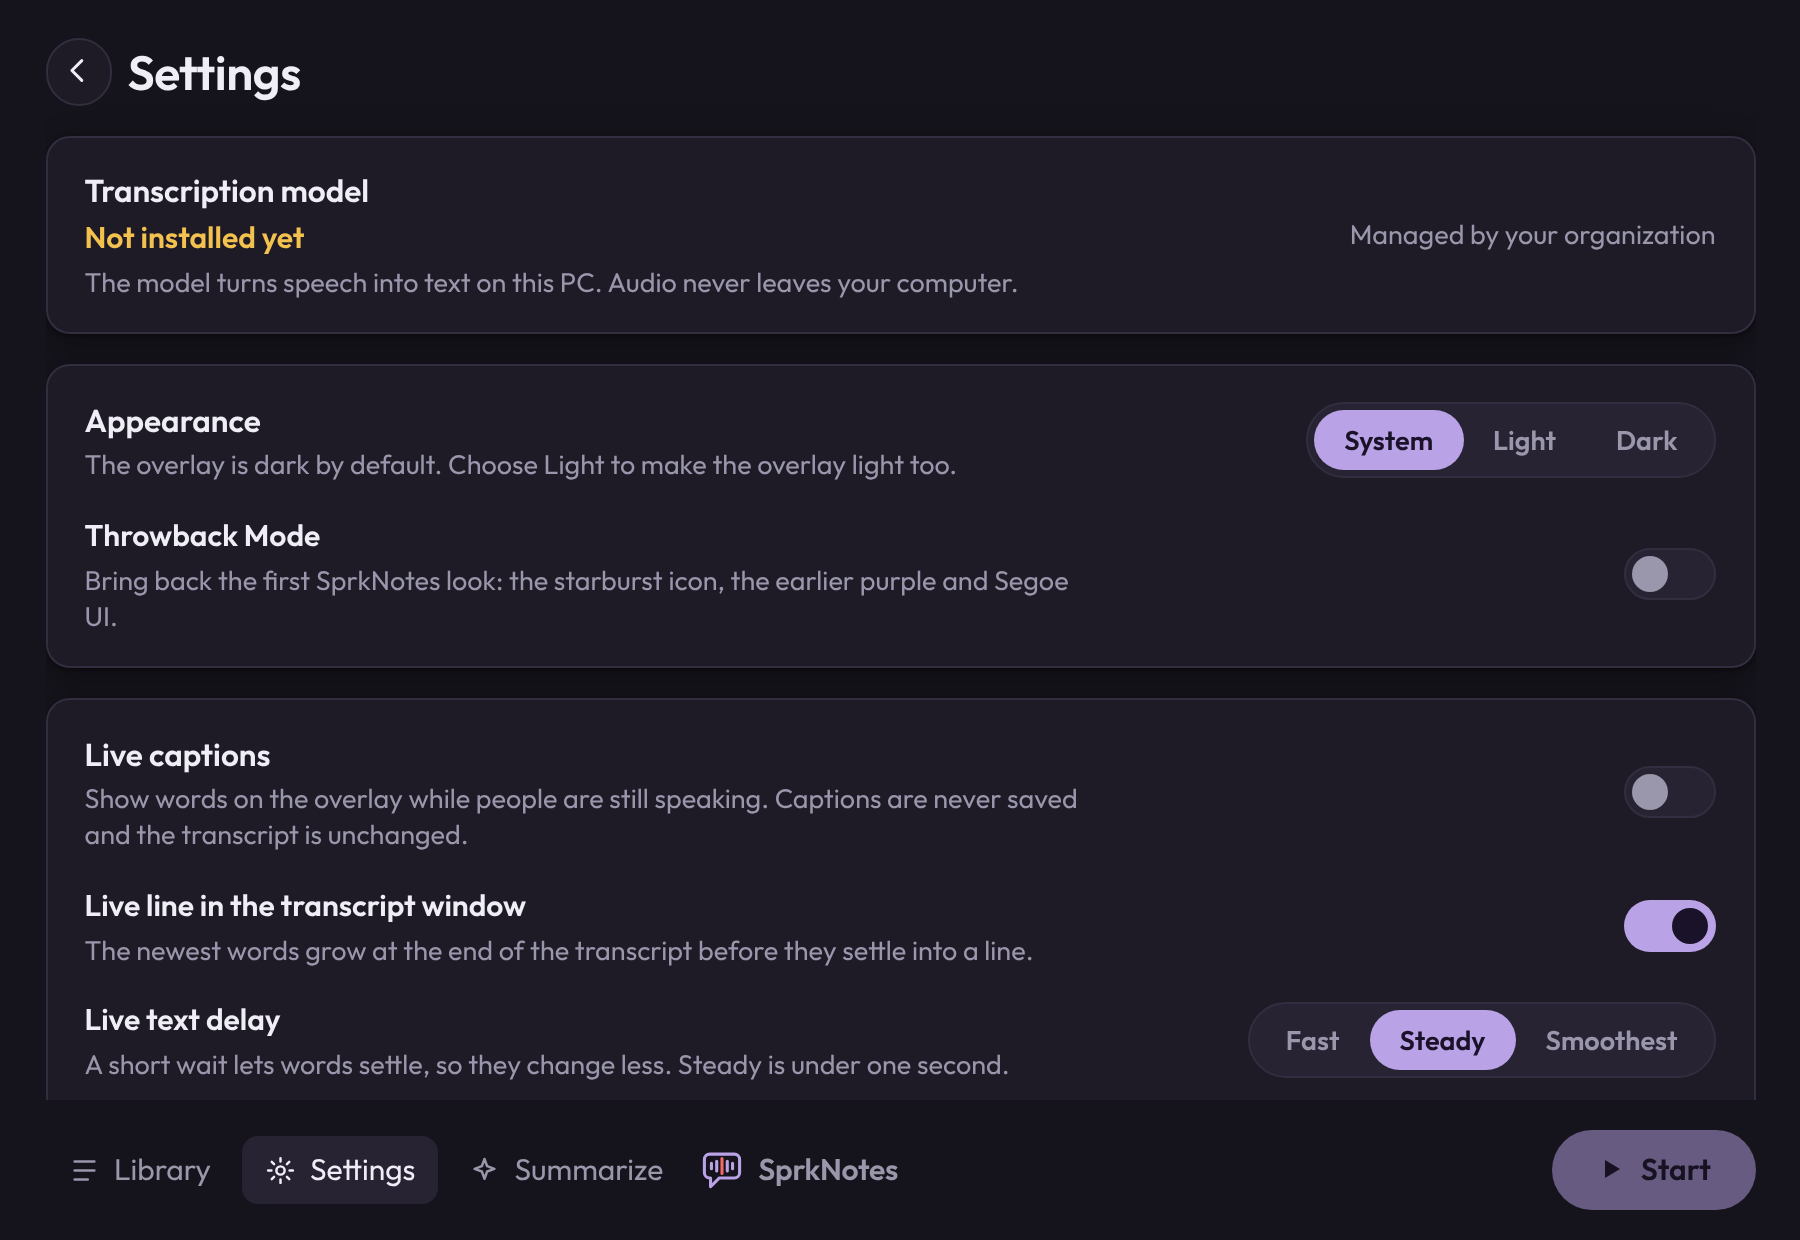 Settings
Transcription model
Not installed yet
Managed by your organization
The model turns speech into text on this PC. Audio never leaves your computer.
Appearance
The overlay is dark by default. Choose Light to make the overlay light too.
System Light Dark
Throwback Mode
Bring back the first SprkNotes look: the starburst icon, the earlier purple and Segoe
UI.
Live captions
Show words on the overlay while people are still speaking. Captions are never saved
and the transcript is unchanged.
Live line in the transcript window
The newest words grow at the end of the transcript before they settle into a line.
Live text delay
A short wait lets words settle, so they change less. Steady is under one second.
Fast Steady Smoothest
Library Settings Summarize SprkNotes Start